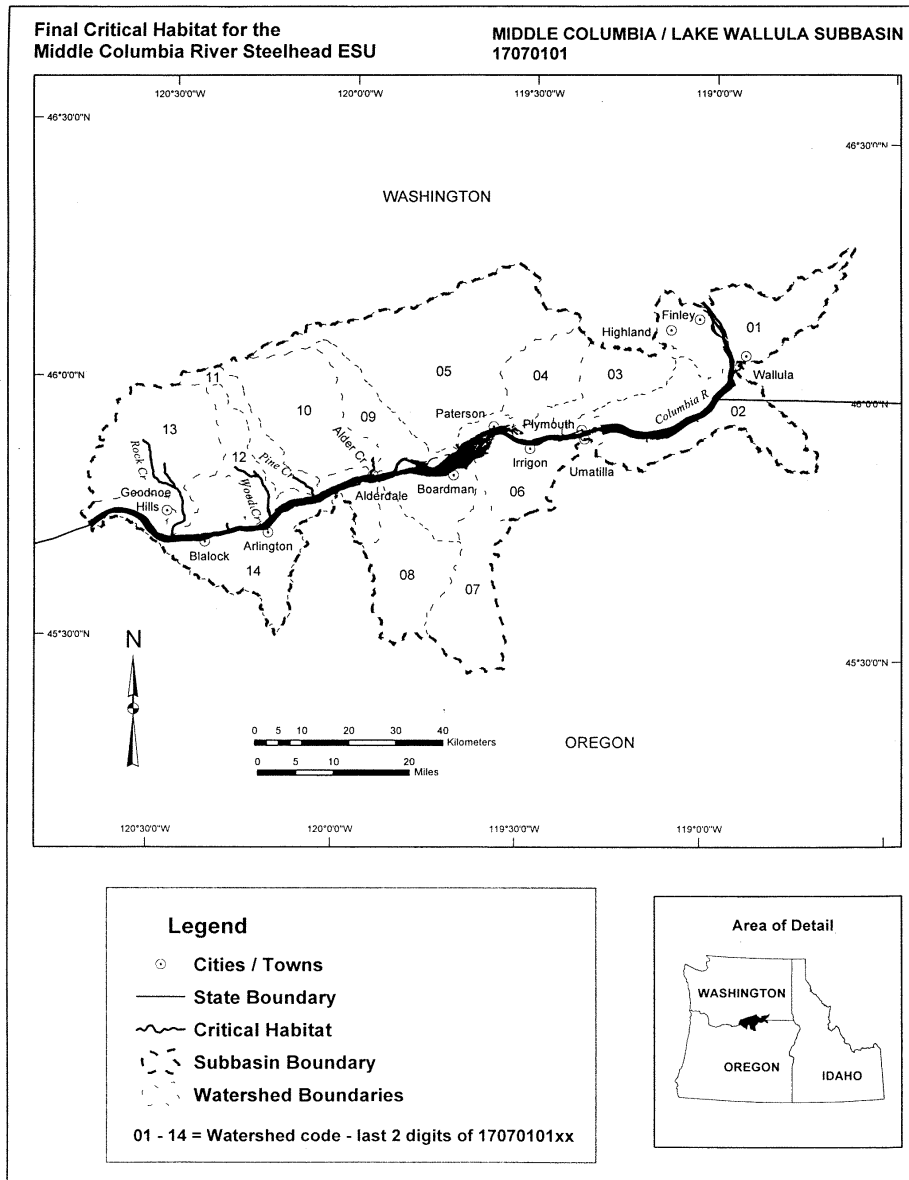 Final Critical Habitat for the
Middle Columbia River Steelhead ESU
MIDDLE COLUMBIA / LAKE WALLULA SUBBASIN
17070101
120°30'0"W
120°0'0"W
119°30'0"W
119°0'0"W
46°30'0"N
46°30'0"N
WASHINGTON
Finley
Highland
01
Wallula
46°0'0"N
46°0'0"N
11
05
04
03
02
10
09
13
Paterson
Plymouth
Columbia R
Alder Cr
Rock Cr
12
Pine Cr
Wood Cr
Irrigon
Umatilla
Goodnoe
Hills
Alderdale
Boardman
06
Blalock
Arlington
14
08
07
45°30'0"N
45°30'0"N
N
0 5 10 20 30 40
Kilometers
0 5 10 20
Miles
OREGON
120°30'0"W
120°0'0"W
119°30'0"W
119°0'0"W
Legend
Cities / Towns
State Boundary
Critical Habitat
Subbasin Boundary
Watershed Boundaries
01 - 14 = Watershed code - last 2 digits of 17070101xx
Area of Detail
WASHINGTON
OREGON
IDAHO